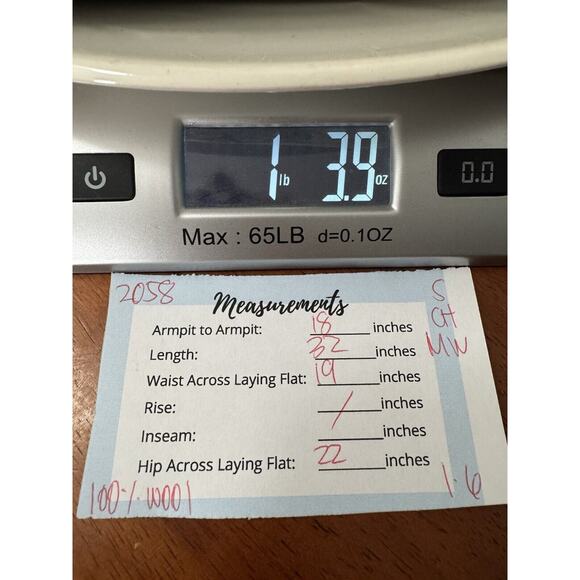 1 lb 3.9 oz
0.0
Max : 65LB d=0.1OZ
2058
Measurements
S
CH
MW
Armpit to Armpit: 18 inches
Length: 32 inches
Waist Across Laying Flat: 19 inches
Rise: / inches
Inseam: inches
Hip Across Laying Flat: 22 inches
100% wool
1.6